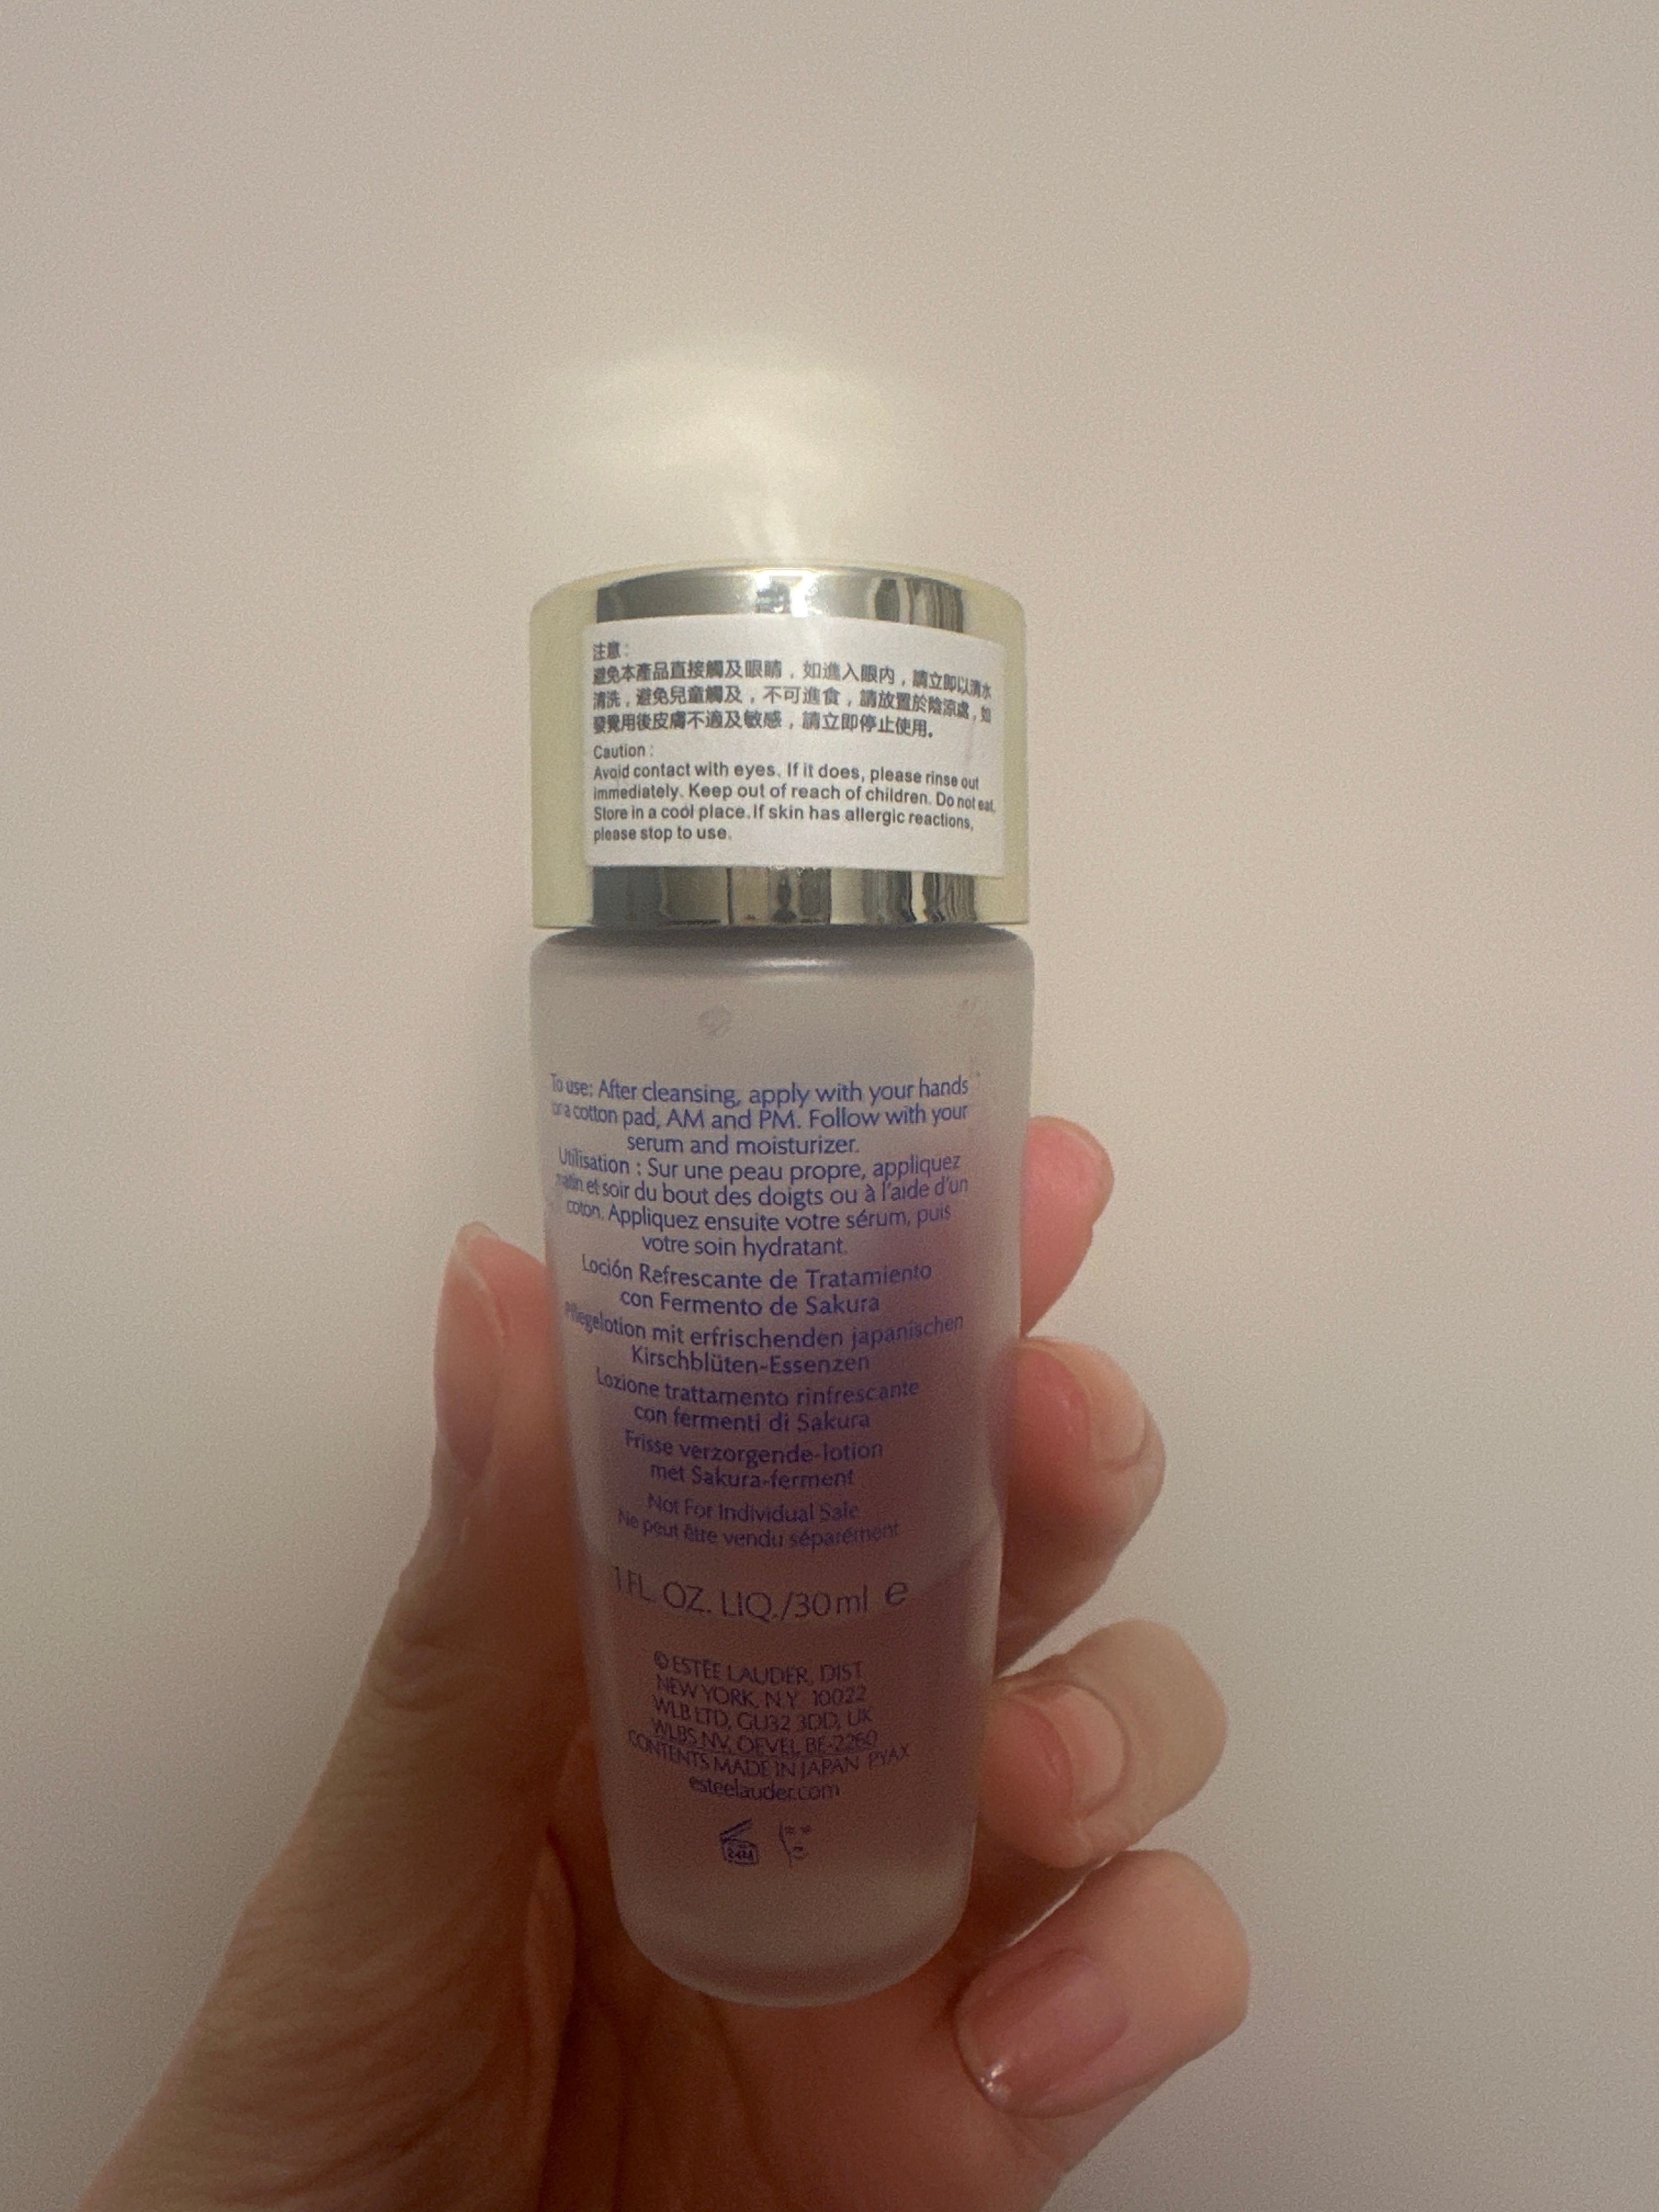 注意：
避免本產品直接觸及眼睛，如進入眼內，請立即以清水
清洗，避免兒童觸及，不可進食，請放置於陰涼處，如
發覺用後皮膚不適及敏感，請立即停止使用。
Caution :
Avoid contact with eyes. If it does, please rinse out
immediately. Keep out of reach of children. Do not eat.
Store in a cool place. If skin has allergic reactions,
please stop to use.
To use: After cleansing, apply with your hands
or a cotton pad, AM and PM. Follow with your
serum and moisturizer.
Utilisation : Sur une peau propre, appliquez
matin et soir du bout des doigts ou à l'aide d'un
coton. Appliquez ensuite votre sérum, puis
votre soin hydratant.
Loción Refrescante de Tratamiento
con Fermento de Sakura
Pflegelotion mit erfrischenden japanischen
Kirschblüten-Essenzen
Lozione trattamento rinfrescante
con fermenti di Sakura
Frisse verzorgende-lotion
met Sakura-ferment
Not For Individual Sale
Ne peut être vendu séparément
1 FL. OZ. LIQ./30 ml e
© ESTĒE LAUDER, DIST.
NEW YORK, N.Y. 10022
WLB LTD, GU32 3DD, UK
WLBS NV, OEVEL BE-2260
CONTENTS MADE IN JAPAN PYAX
esteelauder.com
24M